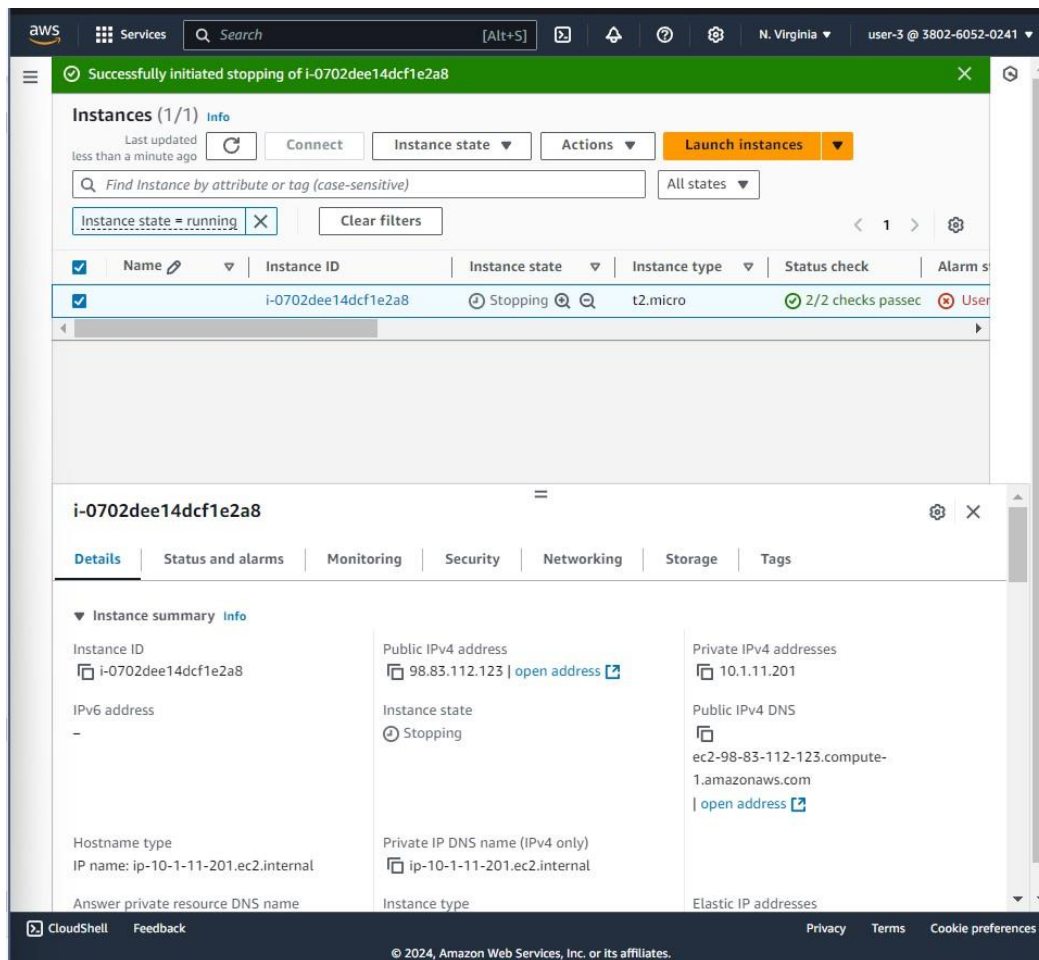 aws Services Search [Alt+S] N. Virginia user-3 @ 3802-6052-0241
Successfully initiated stopping of i-0702dee14dcf1e2a8
Instances (1/1) Info
Last updated
less than a minute ago
Connect Instance state Actions Launch instances
Find Instance by attribute or tag (case-sensitive) All states
Instance state = running Clear filters 1
Name Instance ID Instance state Instance type Status check Alarm s
i-0702dee14dcf1e2a8 Stopping t2.micro 2/2 checks passec User
i-0702dee14dcf1e2a8
Details Status and alarms Monitoring Security Networking Storage Tags
Instance summary Info
Instance ID
i-0702dee14dcf1e2a8
Public IPv4 address
98.83.112.123 | open address
Private IPv4 addresses
10.1.11.201
IPv6 address
–
Instance state
Stopping
Public IPv4 DNS
ec2-98-83-112-123.compute-
1.amazonaws.com
| open address
Hostname type
IP name: ip-10-1-11-201.ec2.internal
Private IP DNS name (IPv4 only)
ip-10-1-11-201.ec2.internal
Answer private resource DNS name Instance type Elastic IP addresses
CloudShell Feedback Privacy Terms Cookie preferences
© 2024, Amazon Web Services, Inc. or its affiliates.